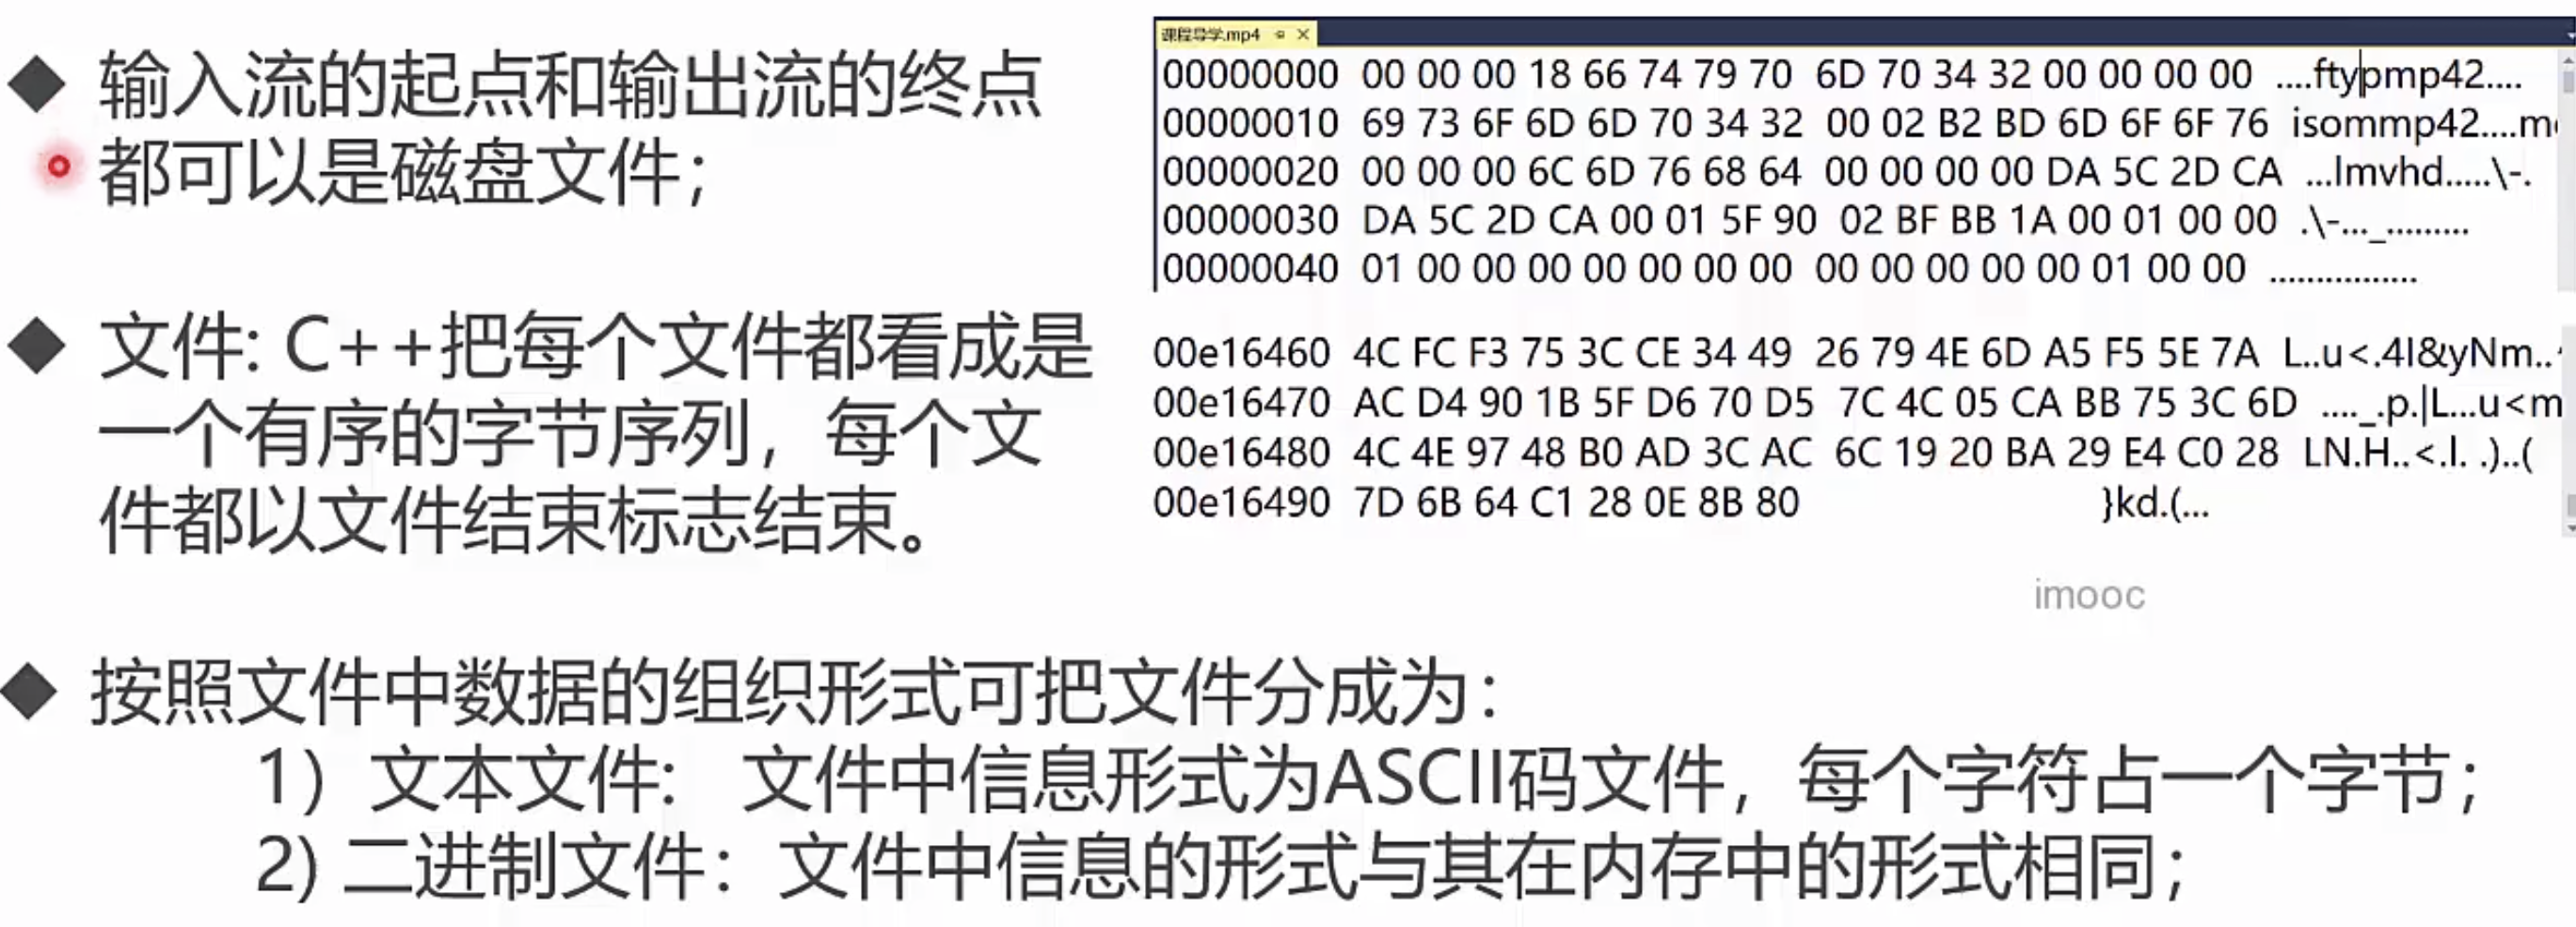 输入流的起点和输出流的终点
都可以是磁盘文件；
文件: C++把每个文件都看成是
一个有序的字节序列，每个文
件都以文件结束标志结束。
课程导学.mp4
00000000 00 00 00 18 66 74 79 70 6D 70 34 32 00 00 00 00 ....ftypmp42....
00000010 69 73 6F 6D 6D 70 34 32 00 02 B2 BD 6D 6F 6F 76 isommp42....m
00000020 00 00 00 6C 6D 76 68 64 00 00 00 00 DA 5C 2D CA ...lmvhd.....\-.
00000030 DA 5C 2D CA 00 01 5F 90 02 BF BB 1A 00 01 00 00 .\-..._.........
00000040 01 00 00 00 00 00 00 00 00 00 00 00 01 00 00 ................
00e16460 4C FC F3 75 3C CE 34 49 26 79 4E 6D A5 F5 5E 7A L..u<.4I&yNm..^
00e16470 AC D4 90 1B 5F D6 70 D5 7C 4C 05 CA BB 75 3C 6D ...._.p.|L...u<m
00e16480 4C 4E 97 48 B0 AD 3C AC 6C 19 20 BA 29 E4 C0 28 LN.H..<.l. .)..(
00e16490 7D 6B 64 C1 28 0E 8B 80 }kd.(...
imooc
按照文件中数据的组织形式可把文件分成为：
1) 文本文件: 文件中信息形式为ASCII码文件，每个字符占一个字节；
2) 二进制文件：文件中信息的形式与其在内存中的形式相同；